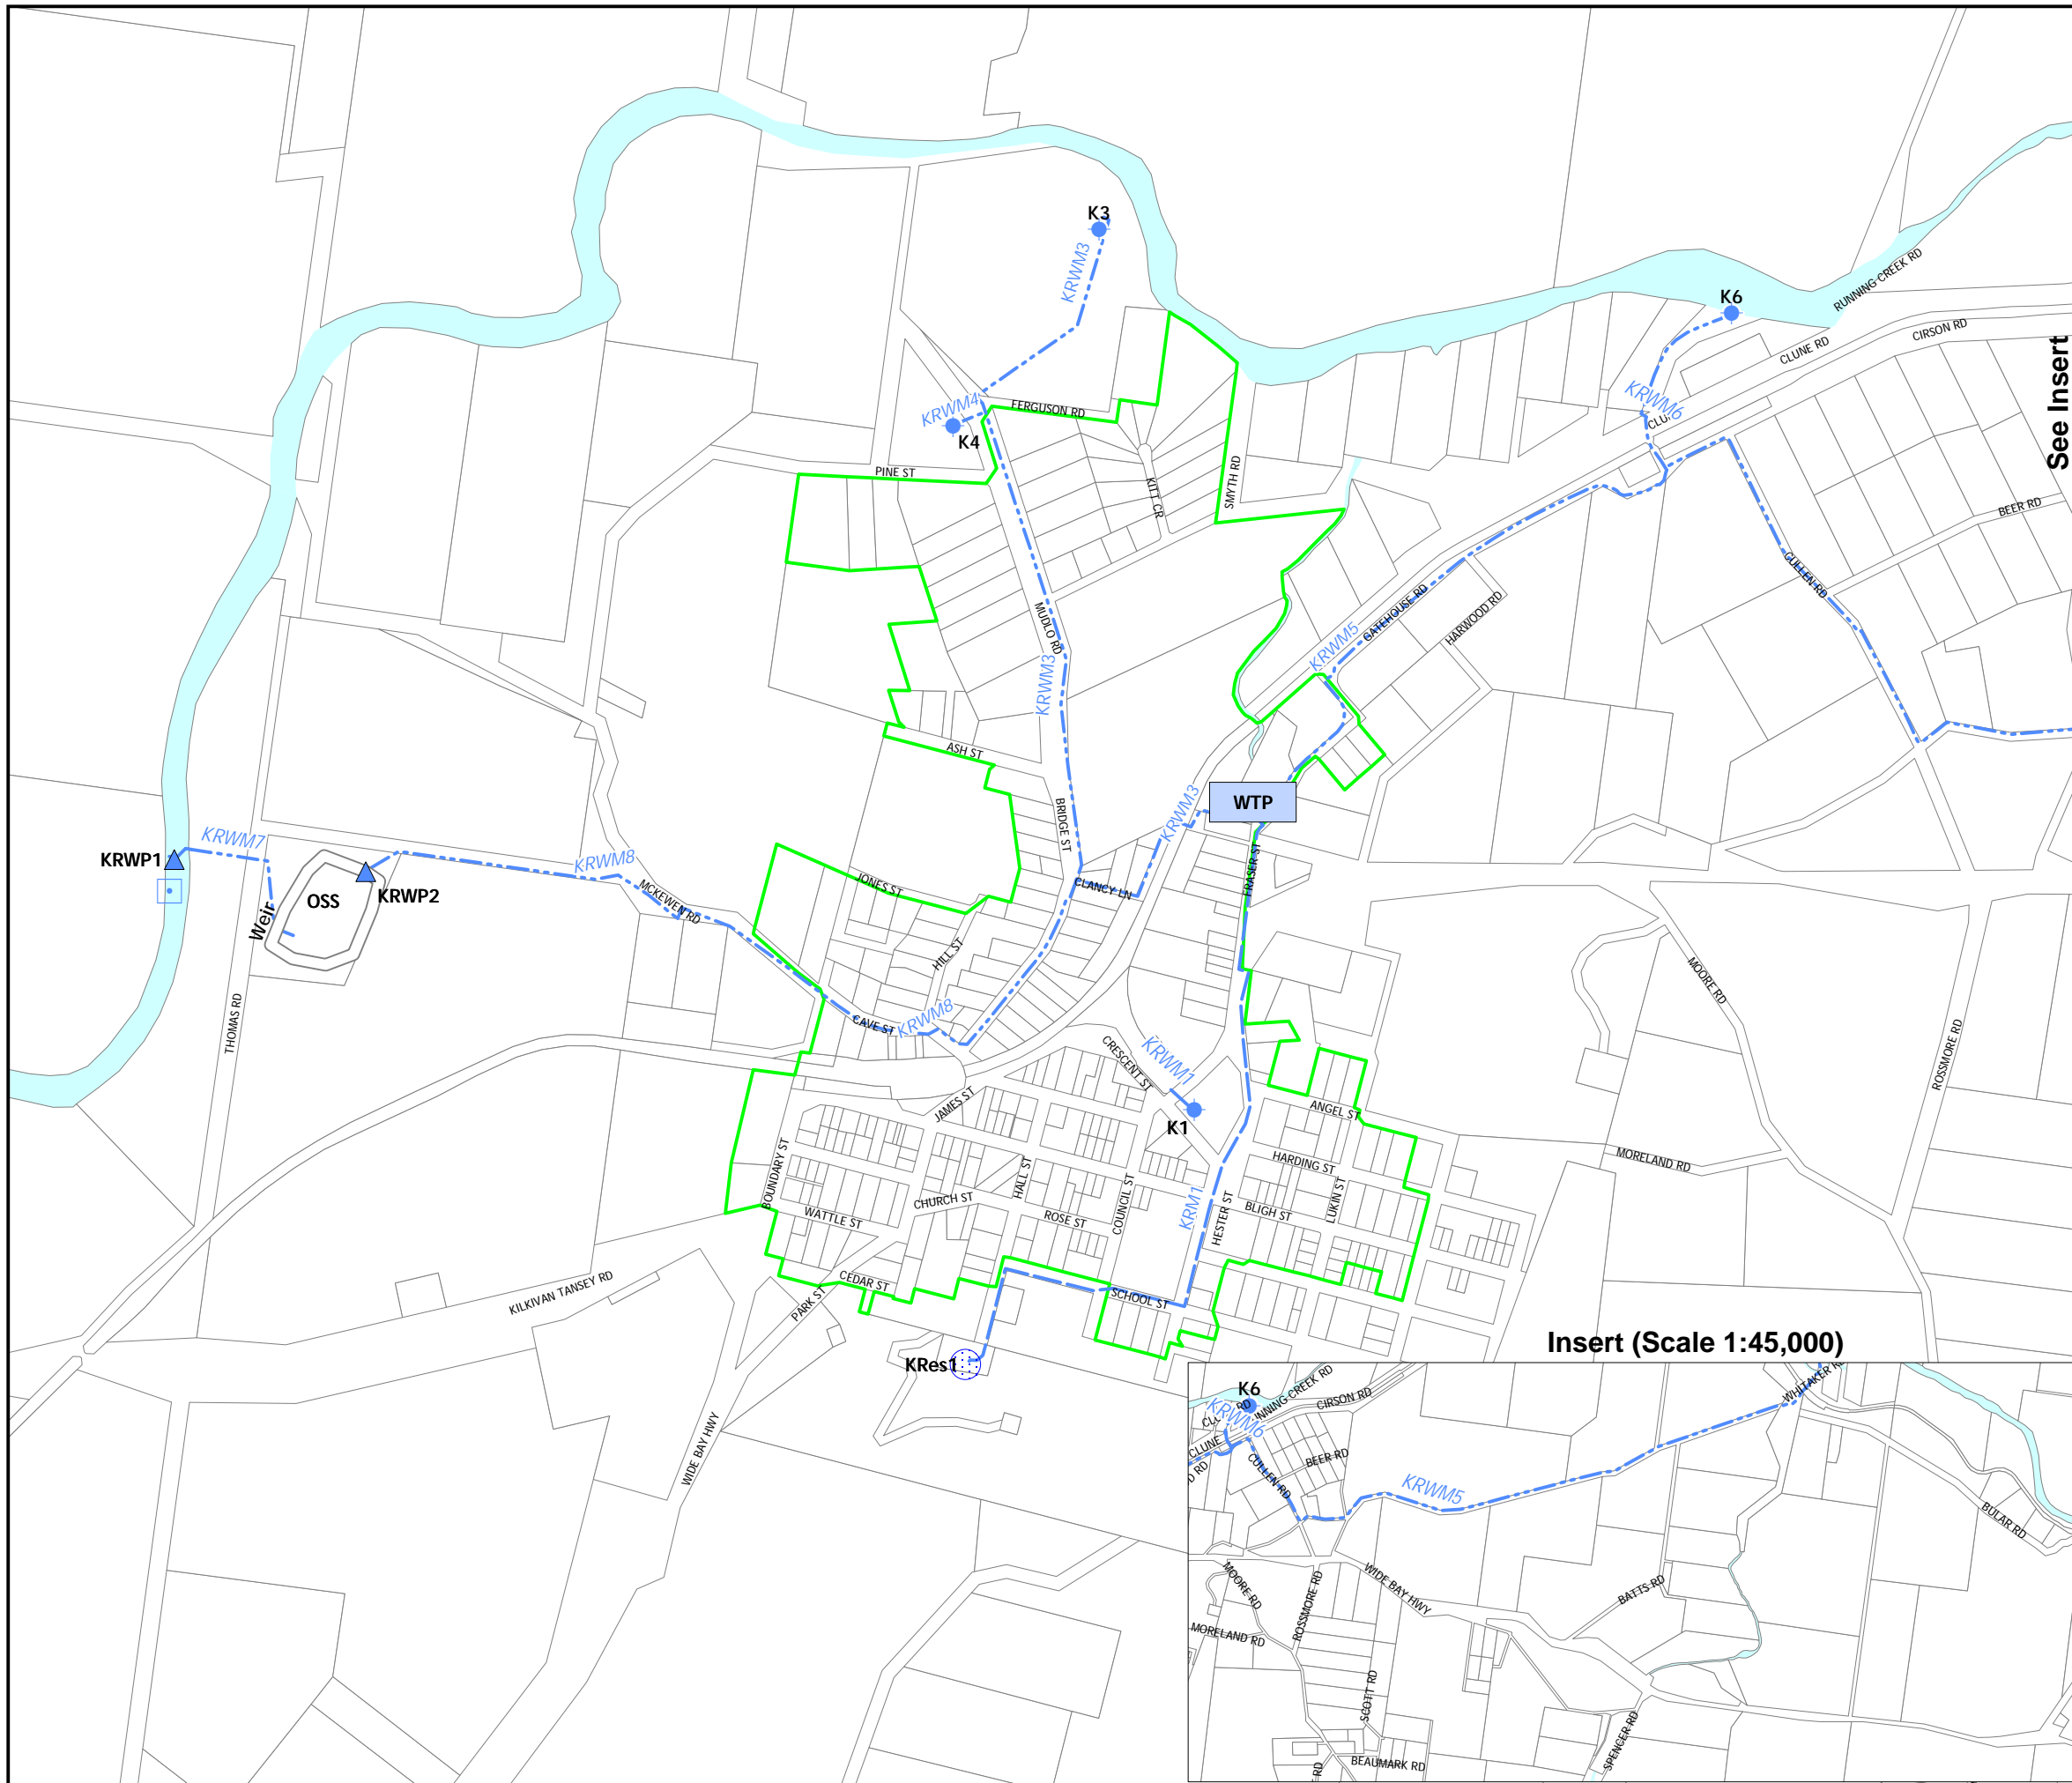 K3
KRWM3
K6
RUNNING CREEK RD
CIRSON RD
CLUNE RD
See Insert
KRWM6
KRWM4
FERGUSON RD
K4
PINE ST
SMYTH RD
KITT CR
BEER RD
CULLEN RD
GATEHOUSE RD
HARWOOD RD
KRWM5
MUDLO RD
KRWM3
ASH ST
WTP
KRWM3
BRIDGE ST
KRWP1
KRWM7
KRWM8
FRASER ST
JONES ST
CLANCY LN
OSS
KRWP2
MCKEWEN RD
Weir
HILL ST
MOORE RD
THOMAS RD
CAVE ST
KRWM8
CRESCENT ST
KRWM1
ROSSMORE RD
JAMES ST
K1
ANGEL ST
BOUNDARY ST
HARDING ST
MORELAND RD
HALL ST
CHURCH ST
COUNCIL ST
KRM1
HESTER ST
LUKIN ST
WATTLE ST
ROSE ST
BLIGH ST
CEDAR ST
KILKIVAN TANSEY RD
PARK ST
SCHOOL ST
KRes1
WIDE BAY HWY
Insert (Scale 1:45,000)
K6
NNING CREEK RD
CIRSON RD
WHITAKER R
RD
KRWM6
CLUNE
D RD
CULLEN RD
BEER RD
KRWM5
BULAR RD
MOORE RD
ROSSMORE RD
WIDE BAY HWY
BATTS RD
MORELAND RD
SCOTT RD
SPENCER RD
BEAUMARK RD
RD